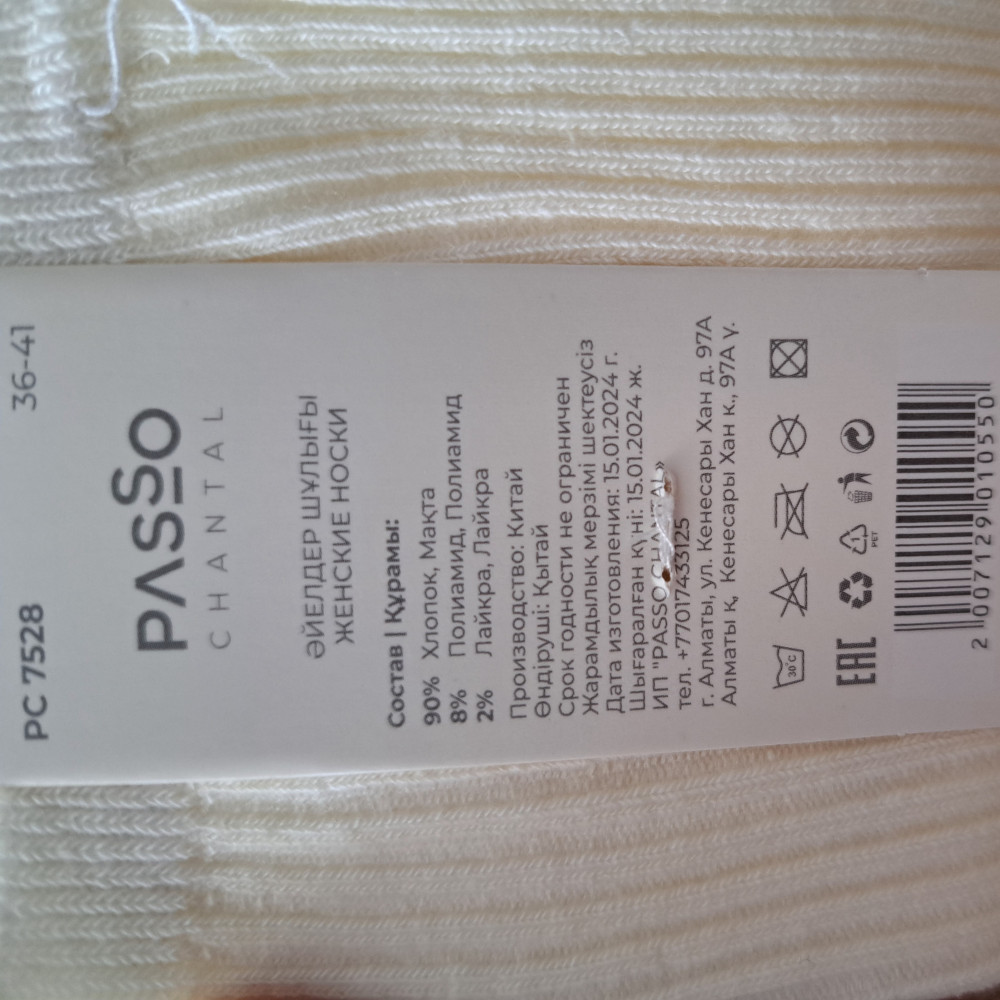 PC 7528 36-41
PASSO
CHANTAL
ӘЙЕЛДЕР ШҰЛЫҒЫ
ЖЕНСКИЕ НОСКИ
Состав | Құрамы:
90% Хлопок, Мақта
8% Полиамид, Полиамид
2% Лайкра, Лайкра
Производство: Китай
Өндіруші: Қытай
Срок годности не ограничен
Жарамдылық мерзімі шектеусіз
Дата изготовления: 15.01.2024 г.
Шығаралған күні: 15.01.2024 ж.
ИП "PASSO CHANTAL»
тел. +77017433125
г. Алматы, ул. Кенесары Хан д. 97А
Алматы қ, Кенесары Хан к., 97А ү.
30°C
EAC
1
PET
2 007129 010550